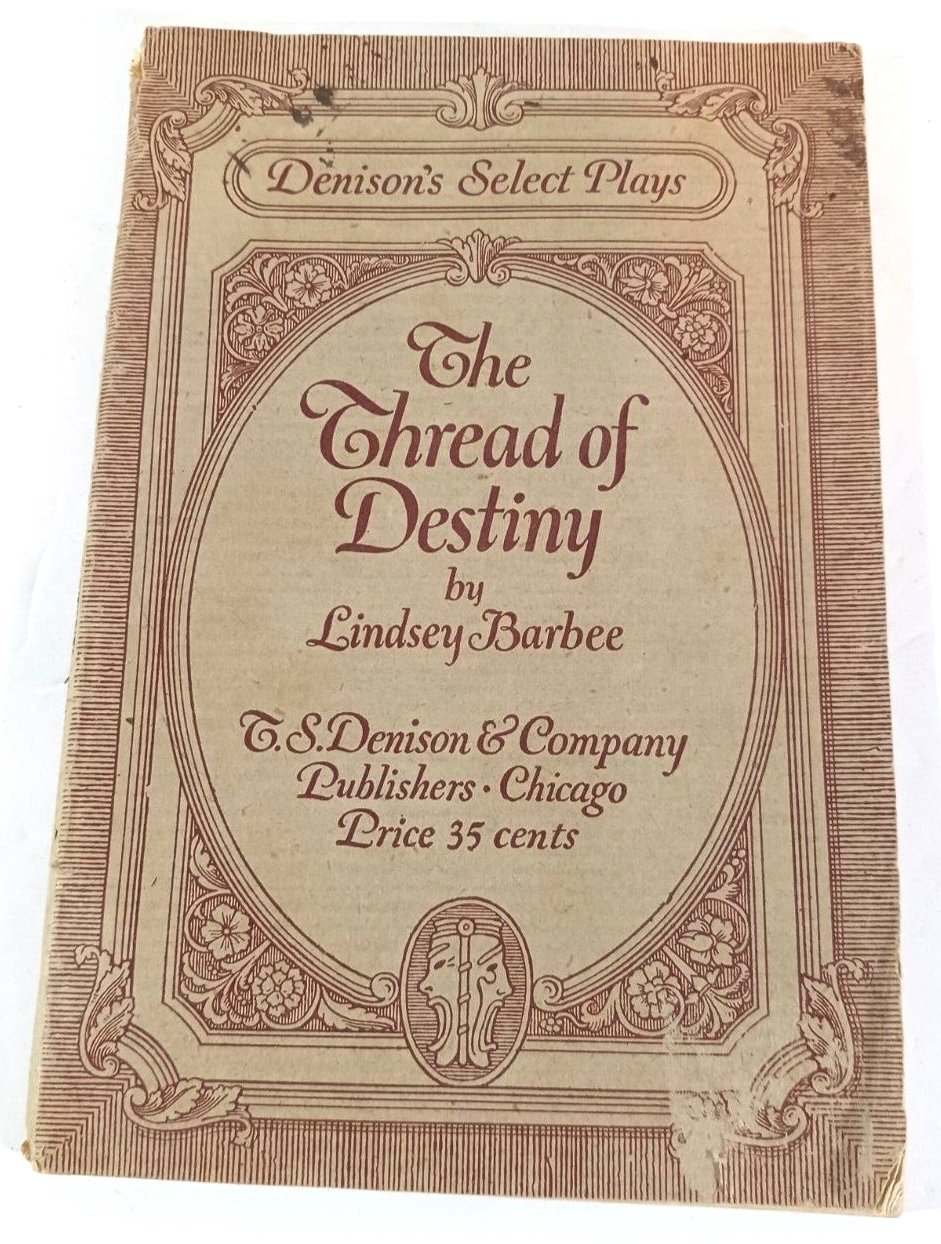 Denison's Select Plays
The
Thread of
Destiny
by
Lindsey Barbee
T.S. Denison & Company
Publishers · Chicago
Price 35 cents